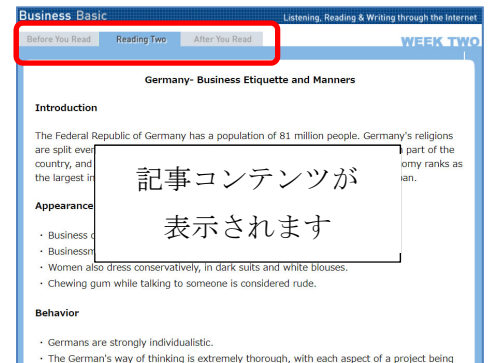 Business Basic
Listening, Reading & Writing through the Internet
Before You Read
Reading Two
After You Read
WEEK TWO
Germany- Business Etiquette and Manners
Introduction
The Federal Republic of Germany has a population of 81 million people. Germany's religions
are split a part of the
country, and omy ranks as
the largest in an.
記事コンテンツが
表示されます
Appearance
・ Business
・
・ Women also dress conservatively, in dark suits and white blouses.
・ Chewing gum while talking to someone is considered rude.
Behavior
・ Germans are strongly individualistic.
・ The German's way of thinking is extremely thorough, with each aspect of a project being